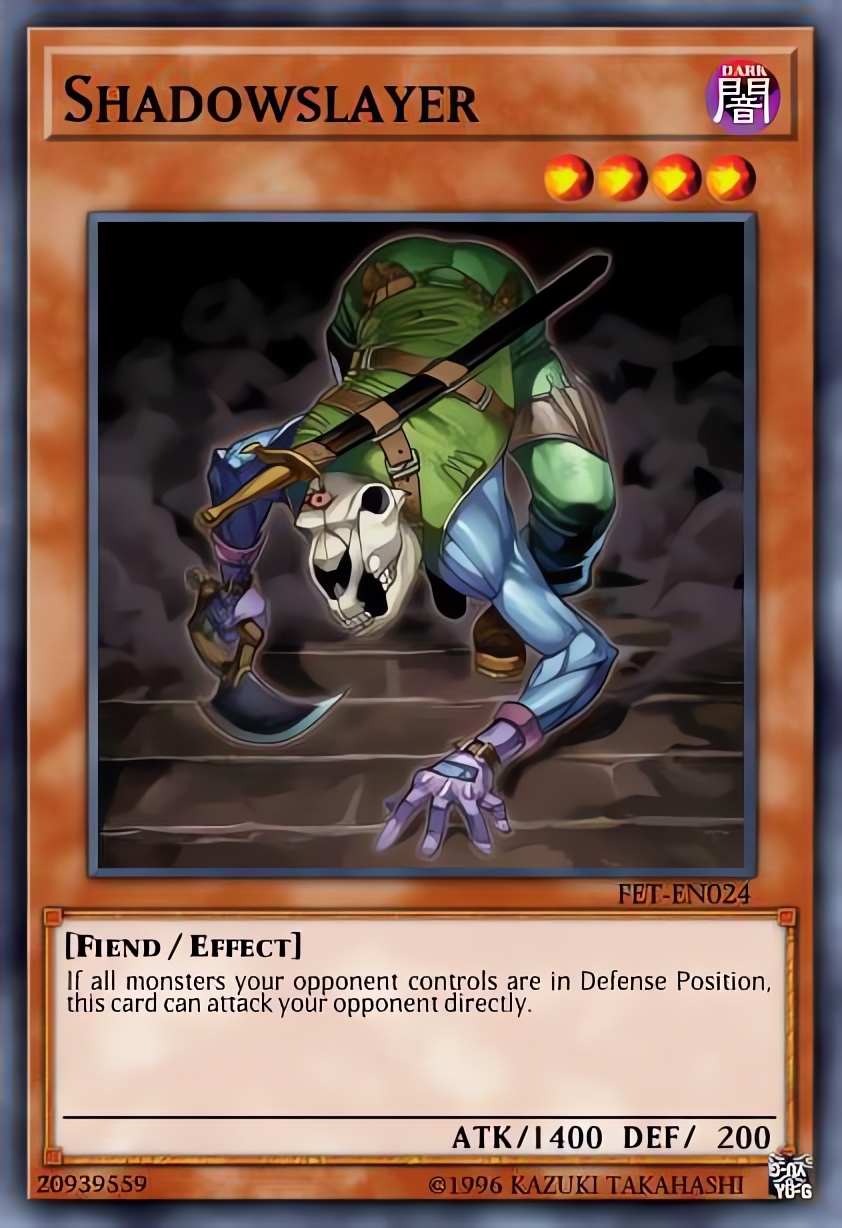 SHADOWSLAYER
DARK
闇
FET-EN024
[FIEND / EFFECT]
If all monsters your opponent controls are in Defense Position,
this card can attack your opponent directly.
ATK/1400 DEF/ 200
20939559
©1996 KAZUKI TAKAHASHI